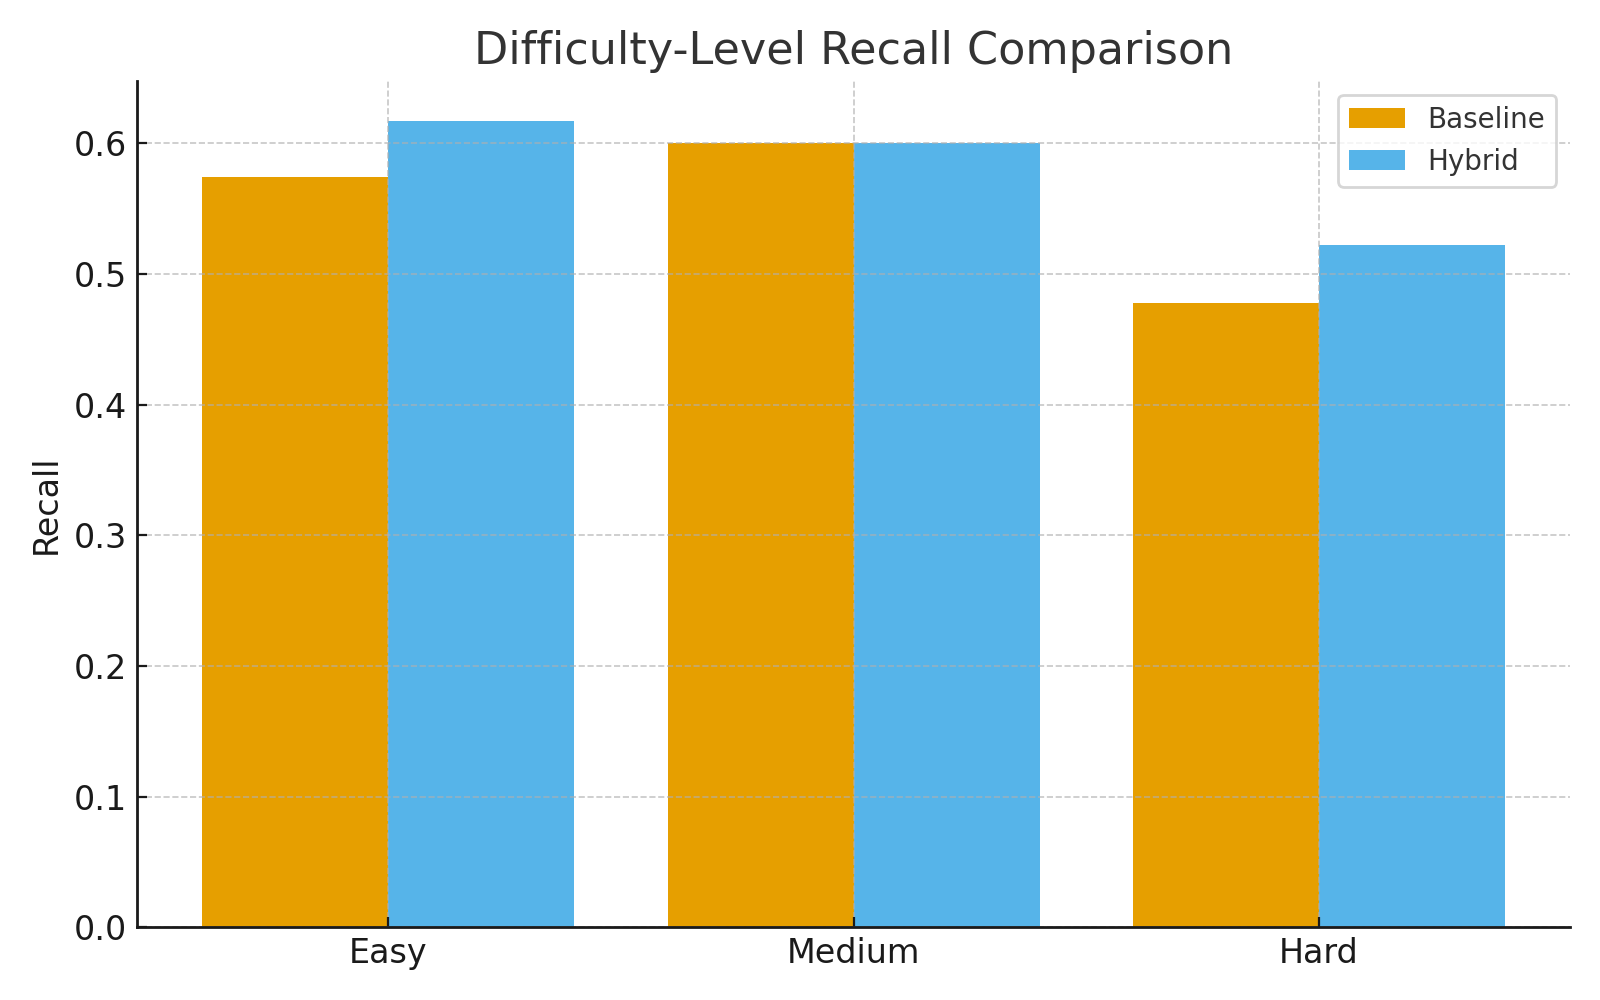 Difficulty-Level Recall Comparison
Baseline
Hybrid
0.6
0.5
0.4
0.3
0.2
0.1
0.0
Recall
Easy
Medium
Hard